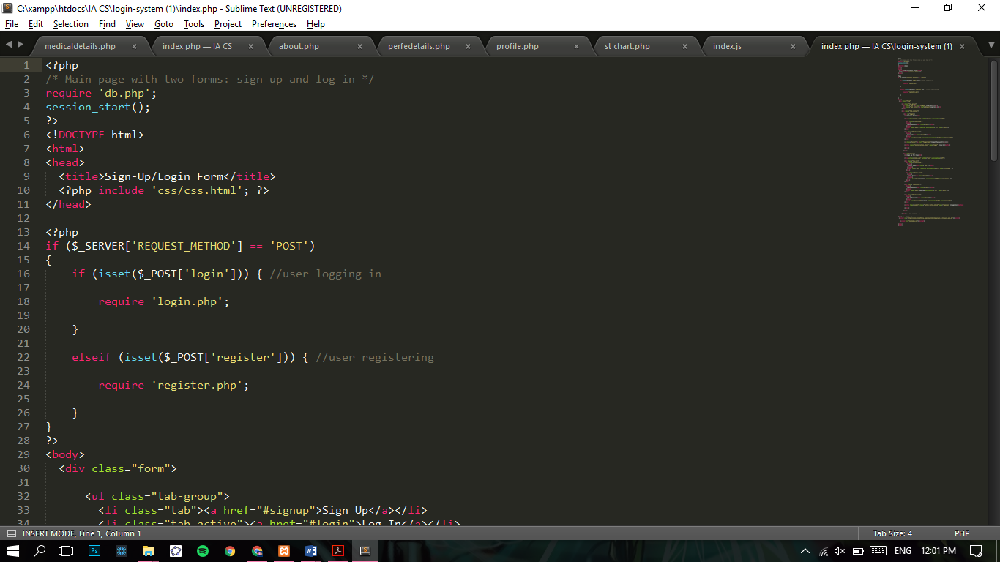 C:\xampp\htdocs\IA CS\login-system (1)\index.php - Sublime Text (UNREGISTERED)
File Edit Selection Find View Goto Tools Project Preferences Help
medicaldetails.php × index.php — IA CS × about.php × perfedetails.php × profile.php × st chart.php × index.js × index.php — IA CS\login-system (1) ×
1 <?php
2 /* Main page with two forms: sign up and log in */
3 require 'db.php';
4 session_start();
5 ?>
6 <!DOCTYPE html>
7 <html>
8 <head>
9 <title>Sign-Up/Login Form</title>
10 <?php include 'css/css.html'; ?>
11 </head>
12
13 <?php
14 if ($_SERVER['REQUEST_METHOD'] == 'POST')
15 {
16 if (isset($_POST['login'])) { //user logging in
17
18 require 'login.php';
19
20 }
21
22 elseif (isset($_POST['register'])) { //user registering
23
24 require 'register.php';
25
26 }
27 }
28 ?>
29 <body>
30 <div class="form">
31
32 <ul class="tab-group">
33 <li class="tab"><a href="#signup">Sign Up</a></li>
34 <li class="tab active"><a href="#login">Log In</a></li>
INSERT MODE, Line 1, Column 1 Tab Size: 4 PHP
Ps W S ENG 12:01 PM